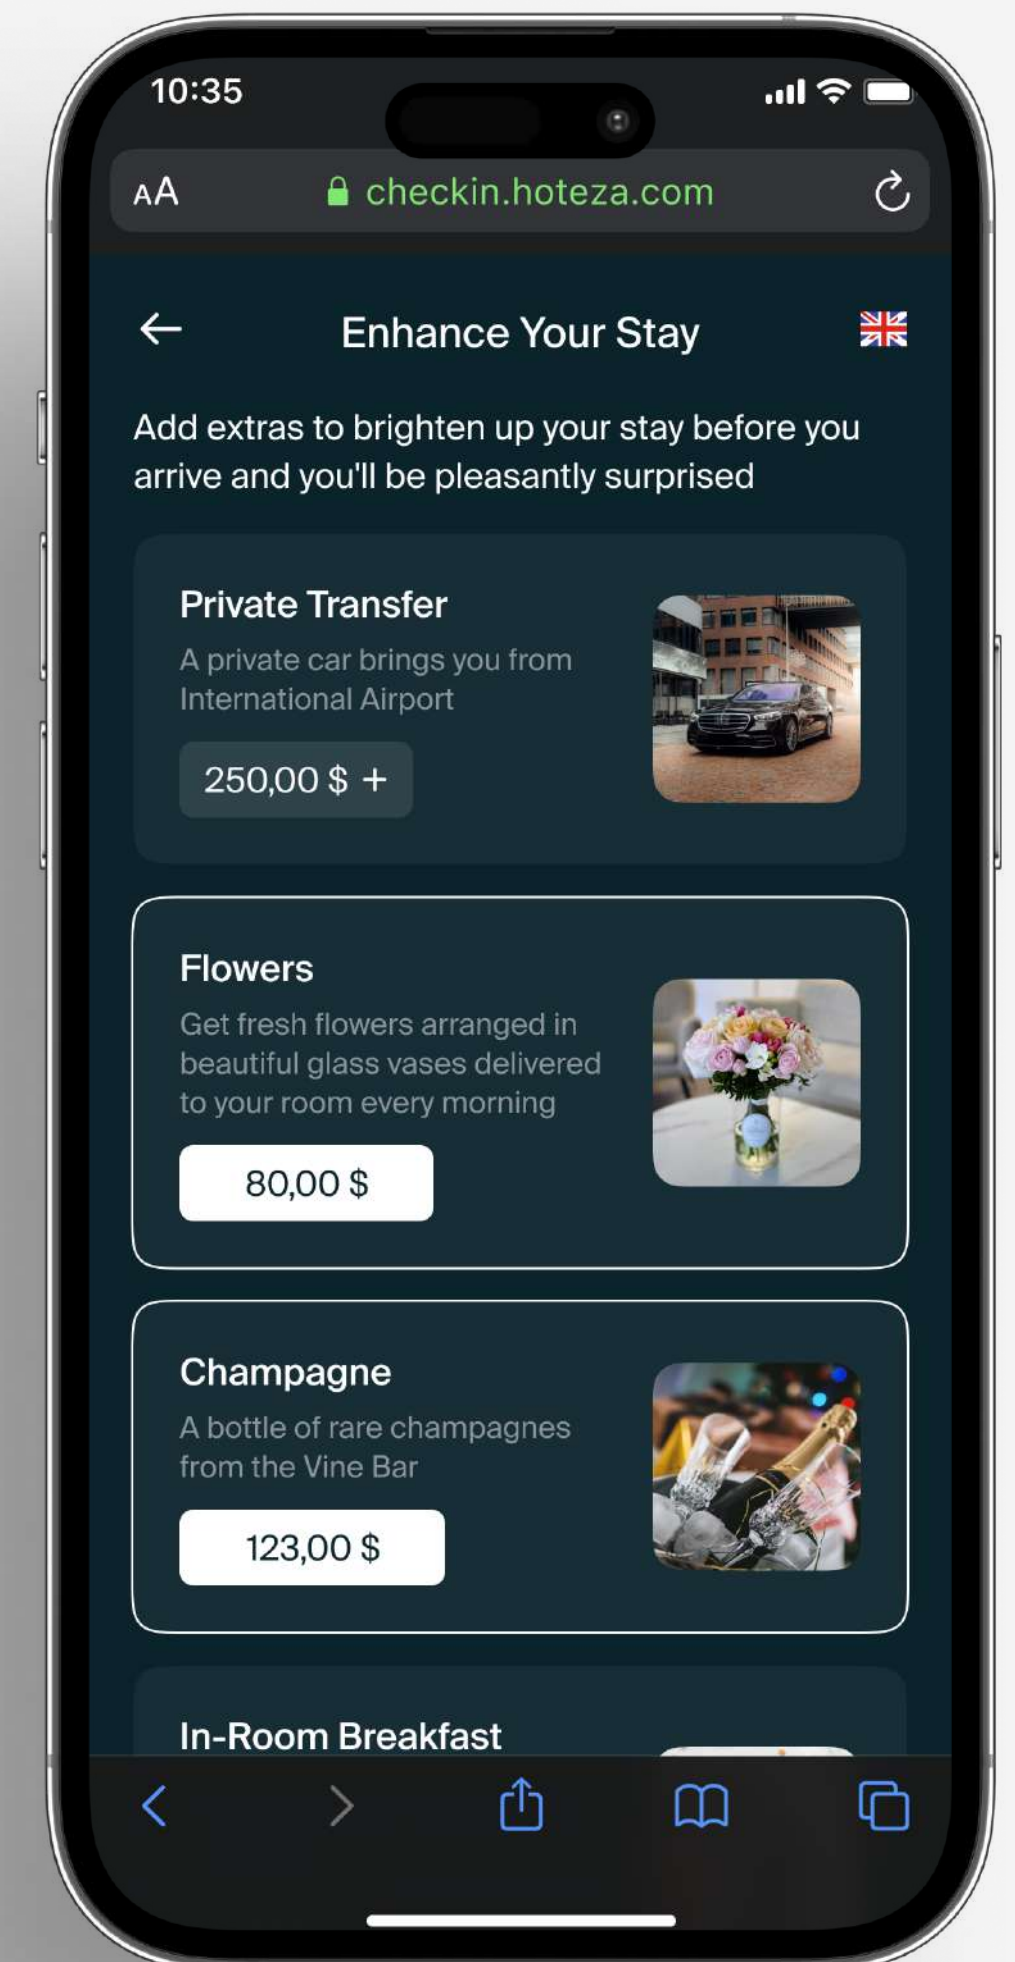 10:35
AA
checkin.hoteza.com
Enhance Your Stay
Add extras to brighten up your stay before you
arrive and you'll be pleasantly surprised
Private Transfer
A private car brings you from
International Airport
250,00 $ +
Flowers
Get fresh flowers arranged in
beautiful glass vases delivered
to your room every morning
80,00 $
Champagne
A bottle of rare champagnes
from the Vine Bar
123,00 $
In-Room Breakfast